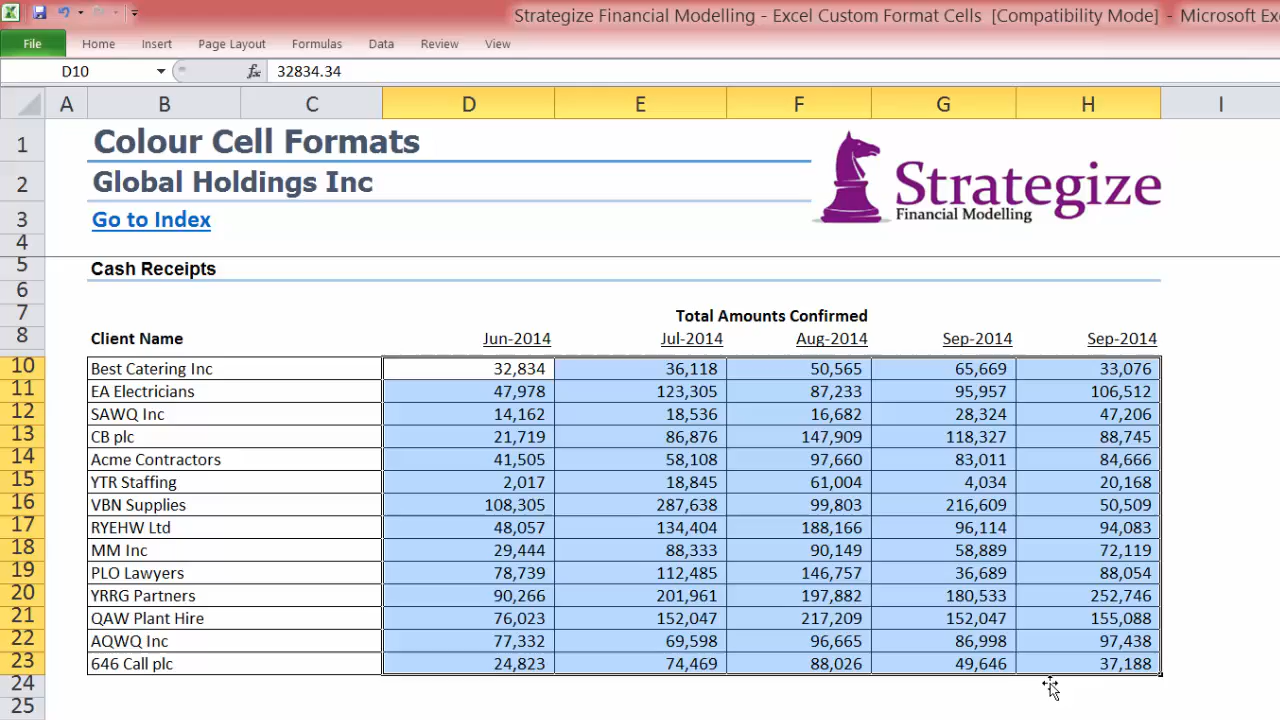 Strategize Financial Modelling - Excel Custom Format Cells [Compatibility Mode] - Microsoft Exc
File Home Insert Page Layout Formulas Data Review View
D10 fx 32834.34
A B C D E F G H I
1 Colour Cell Formats
2 Global Holdings Inc
Strategize
Financial Modelling
3 Go to Index
4
5 Cash Receipts
6
7 Total Amounts Confirmed
8 Client Name Jun-2014 Jul-2014 Aug-2014 Sep-2014 Sep-2014
10 Best Catering Inc 32,834 36,118 50,565 65,669 33,076
11 EA Electricians 47,978 123,305 87,233 95,957 106,512
12 SAWQ Inc 14,162 18,536 16,682 28,324 47,206
13 CB plc 21,719 86,876 147,909 118,327 88,745
14 Acme Contractors 41,505 58,108 97,660 83,011 84,666
15 YTR Staffing 2,017 18,845 61,004 4,034 20,168
16 VBN Supplies 108,305 287,638 99,803 216,609 50,509
17 RYEHW Ltd 48,057 134,404 188,166 96,114 94,083
18 MM Inc 29,444 88,333 90,149 58,889 72,119
19 PLO Lawyers 78,739 112,485 146,757 36,689 88,054
20 YRRG Partners 90,266 201,961 197,882 180,533 252,746
21 QAW Plant Hire 76,023 152,047 217,209 152,047 155,088
22 AQWQ Inc 77,332 69,598 96,665 86,998 97,438
23 646 Call plc 24,823 74,469 88,026 49,646 37,188
24
25